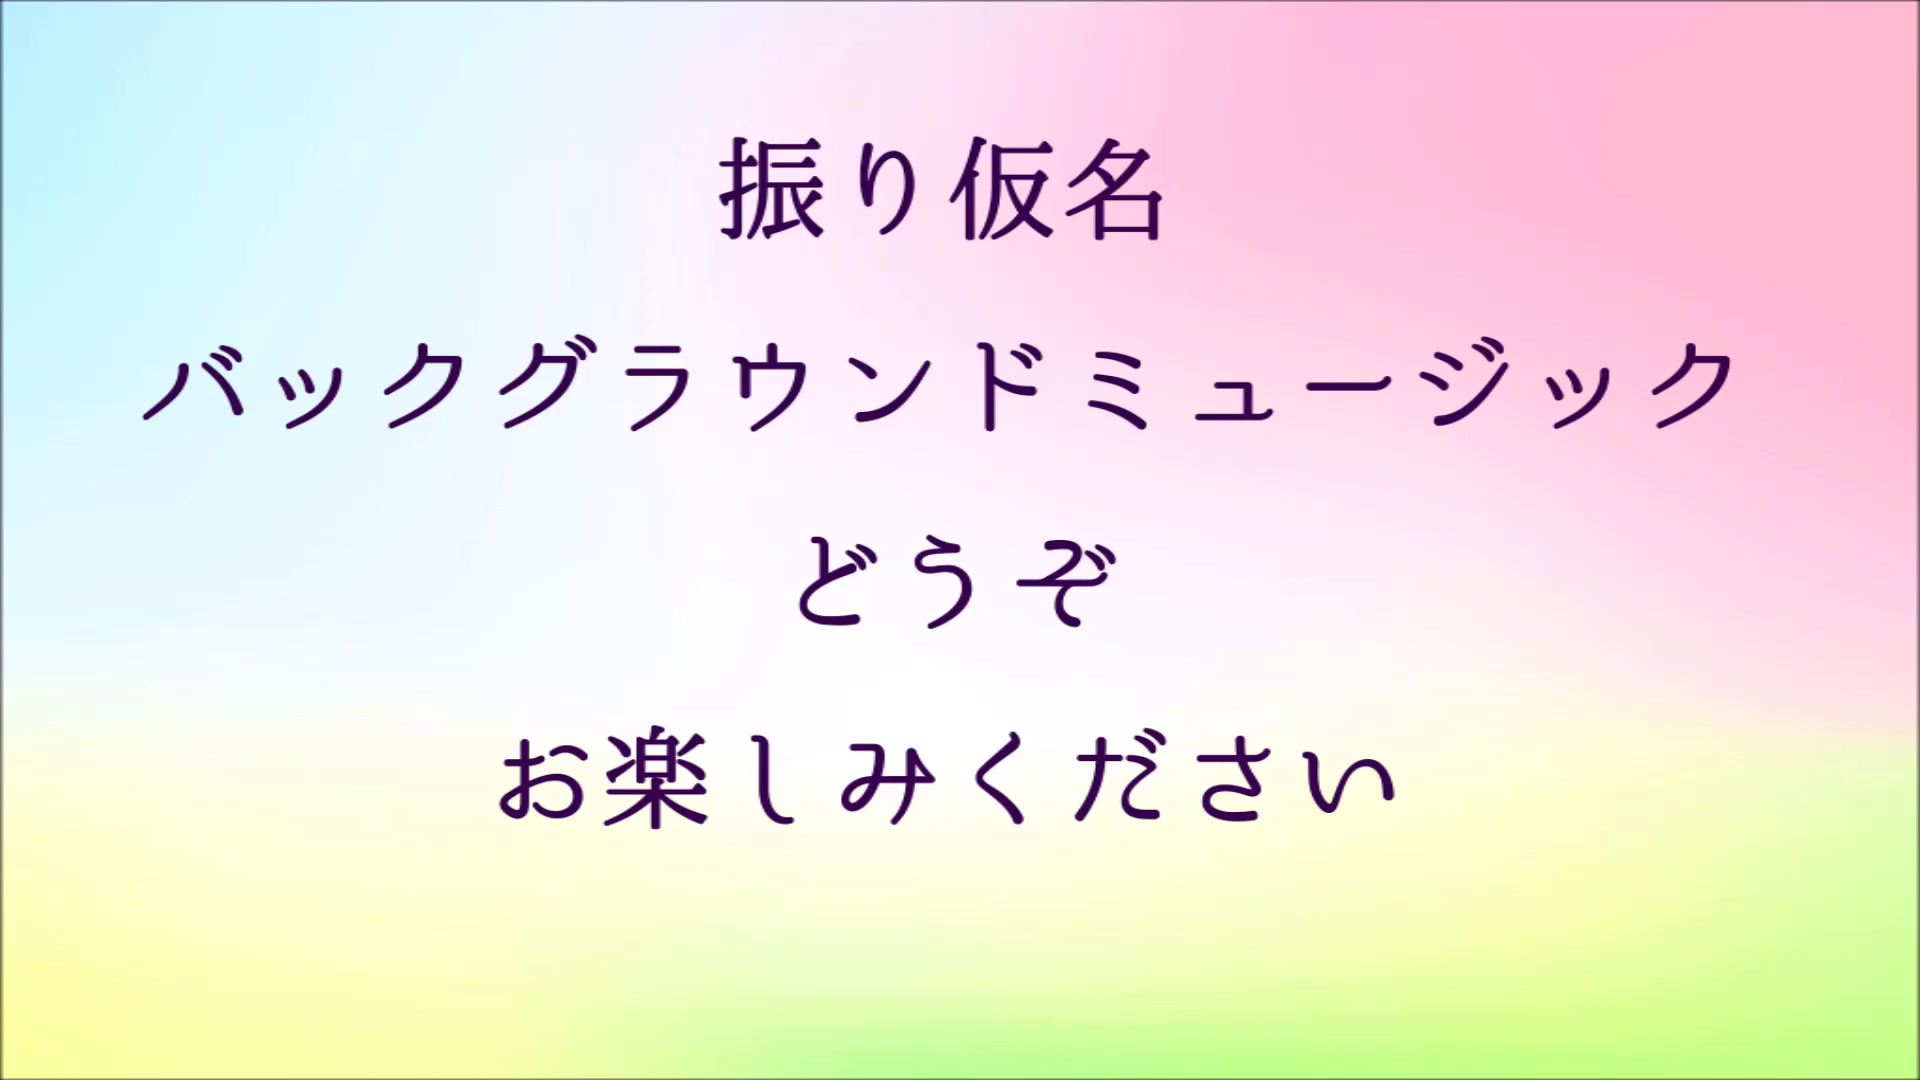 振り仮名
バックグラウンドミュージック
どうぞ
お楽しみください